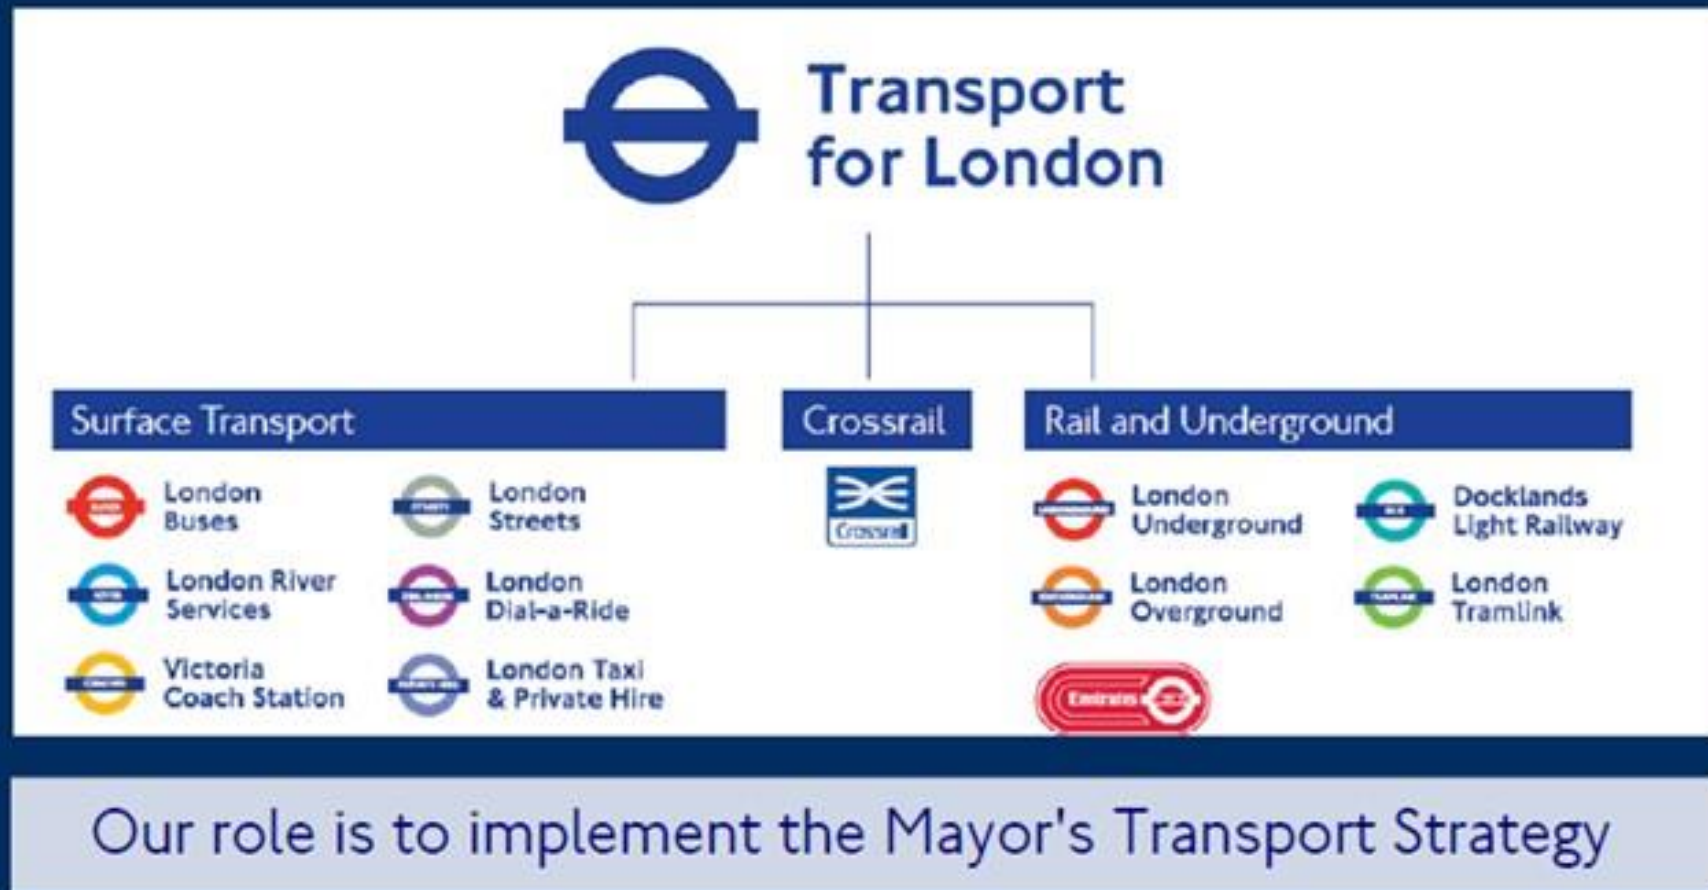 Transport
for London
Surface Transport
London
Buses
London
Streets
London River
Services
London
Dial-a-Ride
Victoria
Coach Station
London Taxi
& Private Hire
Crossrail
Crossrail
Rail and Underground
London
Underground
Docklands
Light Railway
London
Overground
London
Tramlink
Emirates
Our role is to implement the Mayor's Transport Strategy